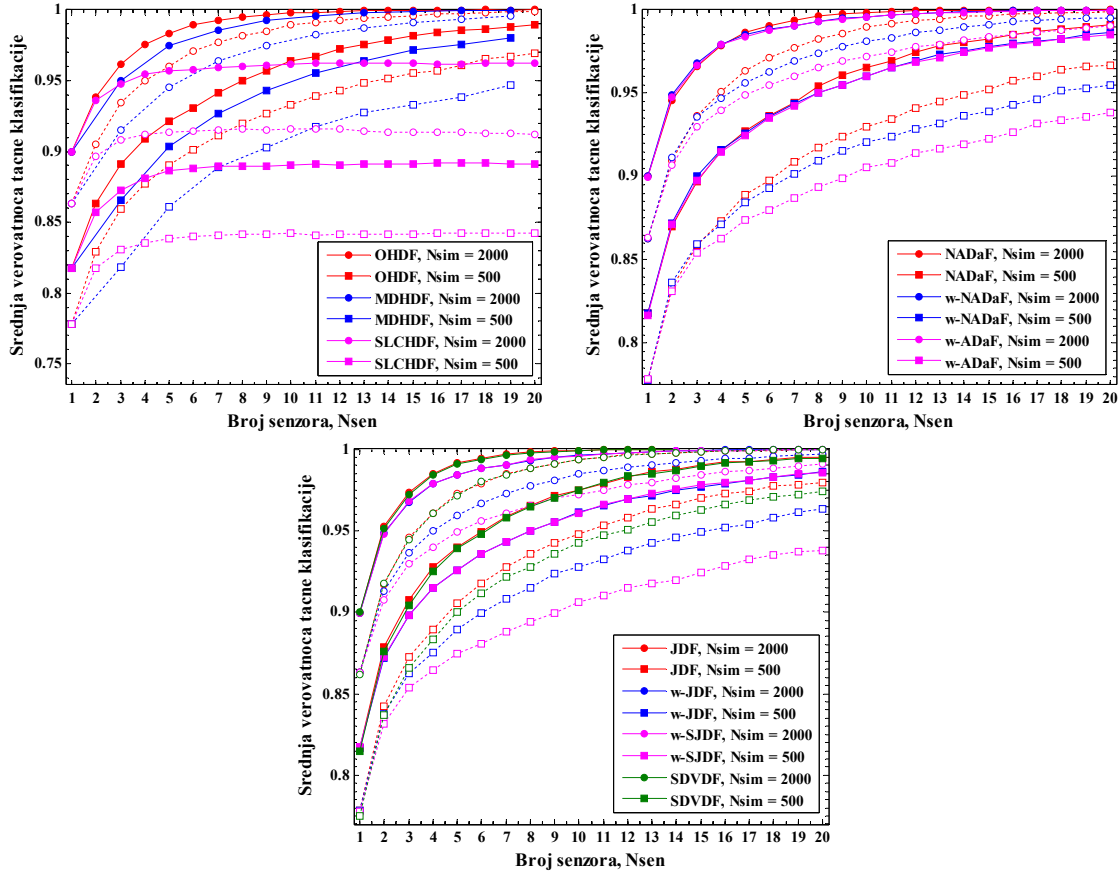 Srednja verovatnoca tacne klasifikacije
1
0.95
0.9
0.85
0.8
0.75
1 2 3 4 5 6 7 8 9 10 11 12 13 14 15 16 17 18 19 20
Broj senzora, Nsen
OHDF, Nsim = 2000
OHDF, Nsim = 500
MDHDF, Nsim = 2000
MDHDF, Nsim = 500
SLCHDF, Nsim = 2000
SLCHDF, Nsim = 500
Srednja verovatnoca tacne klasifikacije
1
0.95
0.9
0.85
0.8
1 2 3 4 5 6 7 8 9 10 11 12 13 14 15 16 17 18 19 20
Broj senzora, Nsen
NADaF, Nsim = 2000
NADaF, Nsim = 500
w-NADaF, Nsim = 2000
w-NADaF, Nsim = 500
w-ADaF, Nsim = 2000
w-ADaF, Nsim = 500
Srednja verovatnoca tacne klasifikacije
1
0.95
0.9
0.85
0.8
1 2 3 4 5 6 7 8 9 10 11 12 13 14 15 16 17 18 19 20
Broj senzora, Nsen
JDF, Nsim = 2000
JDF, Nsim = 500
w-JDF, Nsim = 2000
w-JDF, Nsim = 500
w-SJDF, Nsim = 2000
w-SJDF, Nsim = 500
SDVDF, Nsim = 2000
SDVDF, Nsim = 500